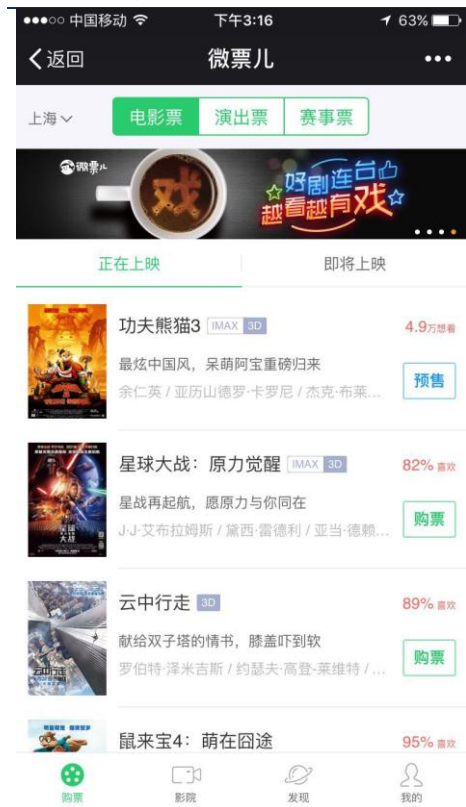 中国移动 下午3:16 63%
返回 微票儿
上海 电影票 演出票 赛事票
微票儿
戏
好剧连台
越看越有戏
正在上映 即将上映
功夫熊猫3 IMAX 3D 4.9万想看
最炫中国风，呆萌阿宝重磅归来 预售
余仁英 / 亚历山德罗·卡罗尼 / 杰克·布莱...
星球大战：原力觉醒 IMAX 3D 82% 喜欢
星战再起航，愿原力与你同在 购票
J·J·艾布拉姆斯 / 黛西·雷德利 / 亚当·德赖...
星球大战
云中行走 3D 89% 喜欢
献给双子塔的情书，膝盖吓到软 购票
罗伯特·泽米吉斯 / 约瑟夫·高登-莱维特 / ...
云中行走
鼠来宝4：萌在囧途 95% 喜欢
购票 影院 发现 我的